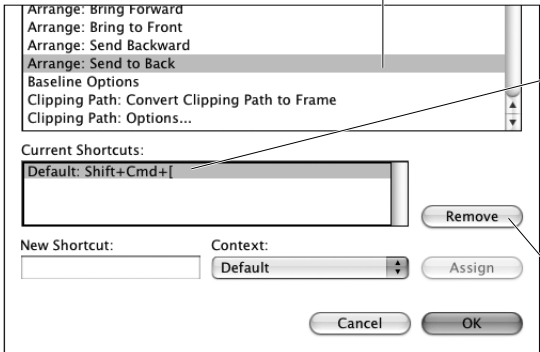 Arrange: Bring Forward
Arrange: Bring to Front
Arrange: Send Backward
Arrange: Send to Back
Baseline Options
Clipping Path: Convert Clipping Path to Frame
Clipping Path: Options...
Current Shortcuts:
Default: Shift+Cmd+[
Remove
New Shortcut: Context:
Default Assign
Cancel OK